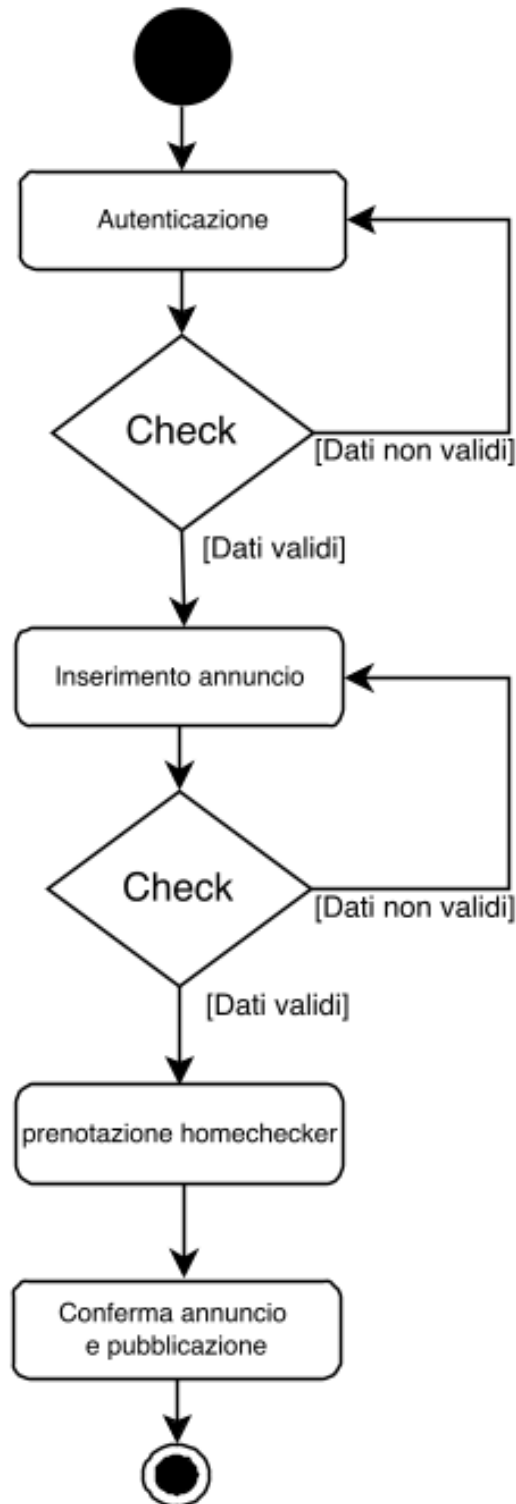 Autenticazione
Check
[Dati non validi]
[Dati validi]
Inserimento annuncio
Check
[Dati non validi]
[Dati validi]
prenotazione homechecker
Conferma annuncio
e pubblicazione